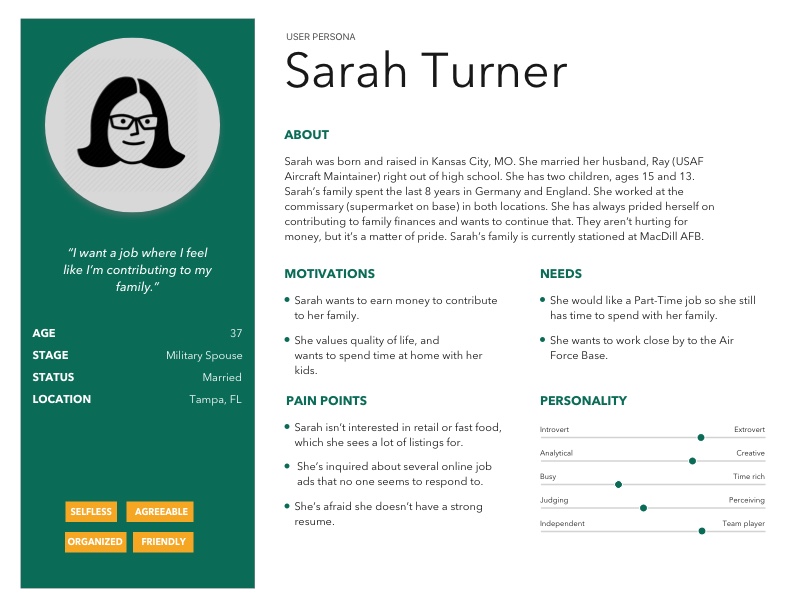 USER PERSONA
Sarah Turner
“I want a job where I feel
like I’m contributing to my
family.”
AGE 37
STAGE Military Spouse
STATUS Married
LOCATION Tampa, FL
SELFLESS AGREEABLE
ORGANIZED FRIENDLY
ABOUT
Sarah was born and raised in Kansas City, MO. She married her husband, Ray (USAF
Aircraft Maintainer) right out of high school. She has two children, ages 15 and 13.
Sarah’s family spent the last 8 years in Germany and England. She worked at the
commissary (supermarket on base) in both locations. She has always prided herself on
contributing to family finances and wants to continue that. They aren’t hurting for
money, but it’s a matter of pride. Sarah’s family is currently stationed at MacDill AFB.
MOTIVATIONS
Sarah wants to earn money to contribute
to her family.
She values quality of life, and
wants to spend time at home with her
kids.
NEEDS
She would like a Part-Time job so she still
has time to spend with her family.
She wants to work close by to the Air
Force Base.
PAIN POINTS
Sarah isn’t interested in retail or fast food,
which she sees a lot of listings for.
She’s inquired about several online job
ads that no one seems to respond to.
She’s afraid she doesn’t have a strong
resume.
PERSONALITY
Introvert Extrovert
Analytical Creative
Busy Time rich
Judging Perceiving
Independent Team player